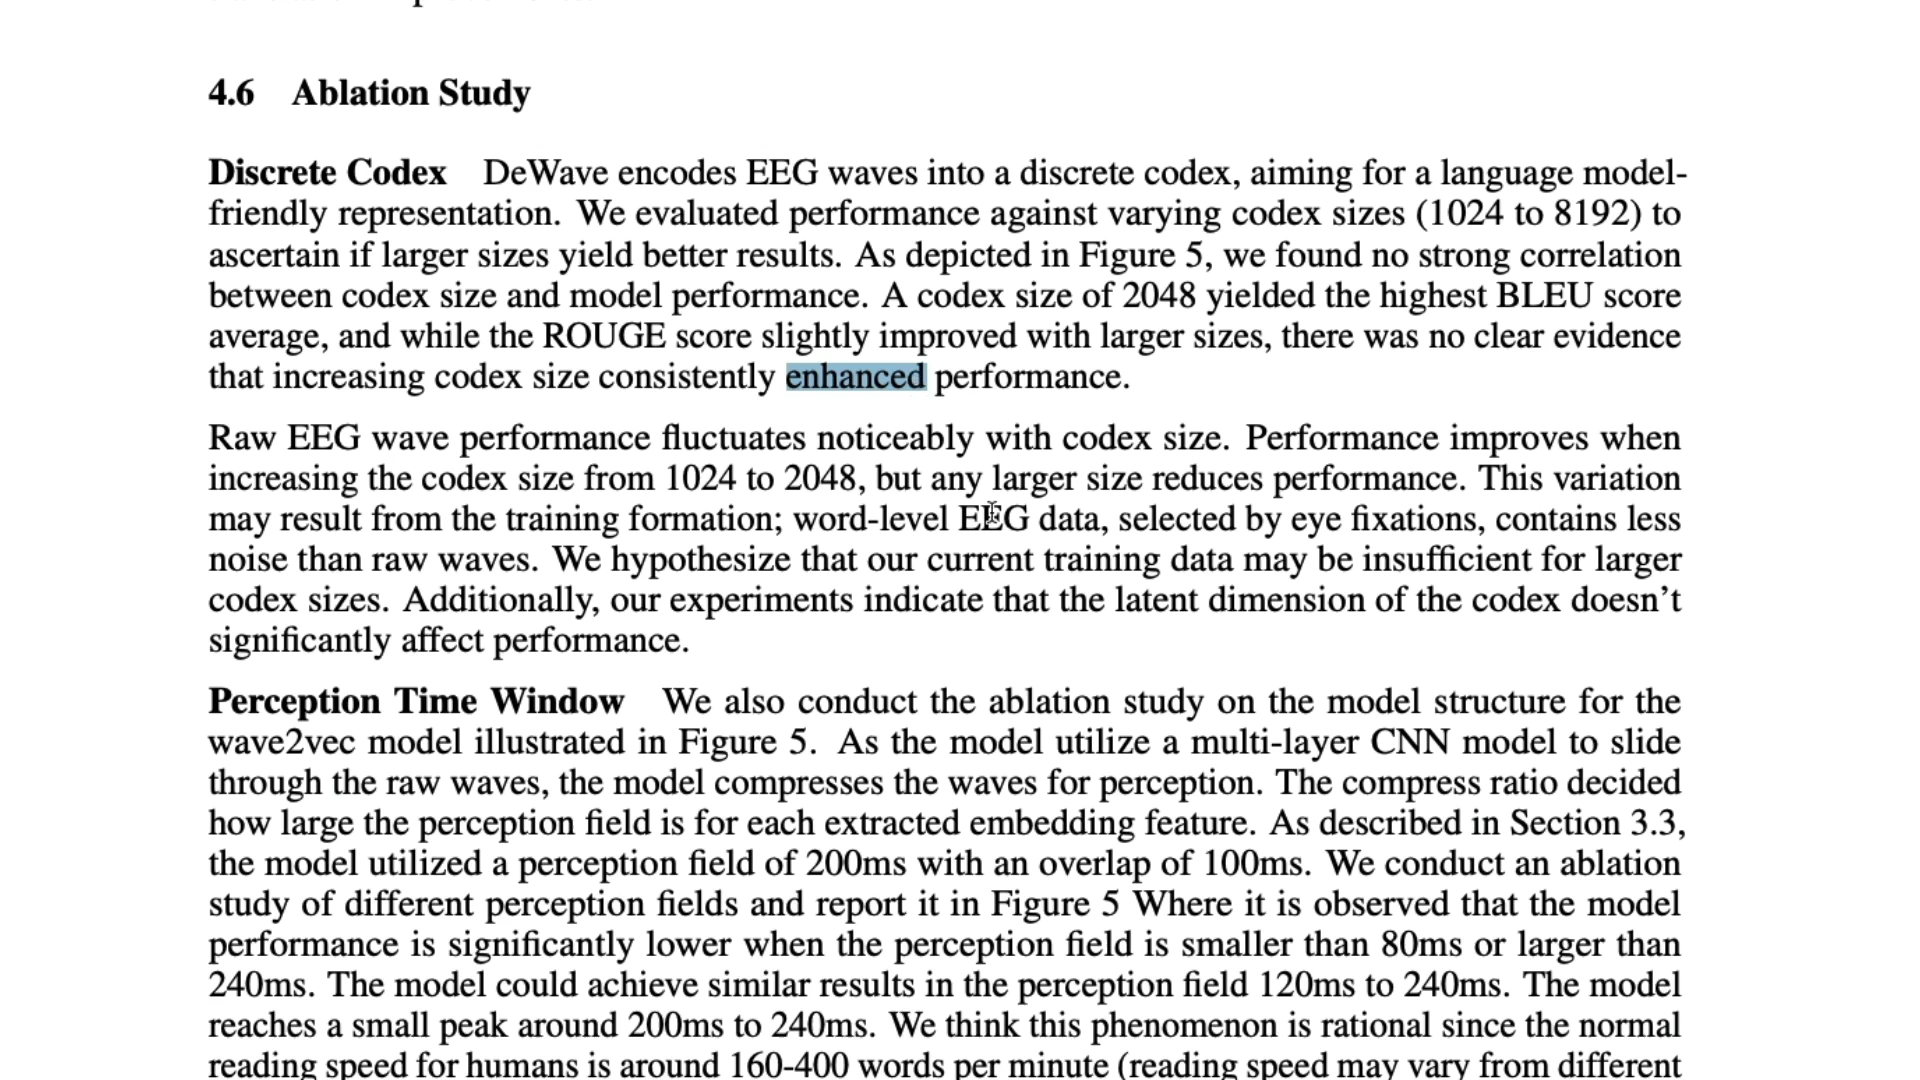 4.6 Ablation Study
Discrete Codex DeWave encodes EEG waves into a discrete codex, aiming for a language model-
friendly representation. We evaluated performance against varying codex sizes (1024 to 8192) to
ascertain if larger sizes yield better results. As depicted in Figure 5, we found no strong correlation
between codex size and model performance. A codex size of 2048 yielded the highest BLEU score
average, and while the ROUGE score slightly improved with larger sizes, there was no clear evidence
that increasing codex size consistently enhanced performance.
Raw EEG wave performance fluctuates noticeably with codex size. Performance improves when
increasing the codex size from 1024 to 2048, but any larger size reduces performance. This variation
may result from the training formation; word-level EEG data, selected by eye fixations, contains less
noise than raw waves. We hypothesize that our current training data may be insufficient for larger
codex sizes. Additionally, our experiments indicate that the latent dimension of the codex doesn't
significantly affect performance.
Perception Time Window We also conduct the ablation study on the model structure for the
wave2vec model illustrated in Figure 5. As the model utilize a multi-layer CNN model to slide
through the raw waves, the model compresses the waves for perception. The compress ratio decided
how large the perception field is for each extracted embedding feature. As described in Section 3.3,
the model utilized a perception field of 200ms with an overlap of 100ms. We conduct an ablation
study of different perception fields and report it in Figure 5 Where it is observed that the model
performance is significantly lower when the perception field is smaller than 80ms or larger than
240ms. The model could achieve similar results in the perception field 120ms to 240ms. The model
reaches a small peak around 200ms to 240ms. We think this phenomenon is rational since the normal
reading speed for humans is around 160-400 words per minute (reading speed may vary from different